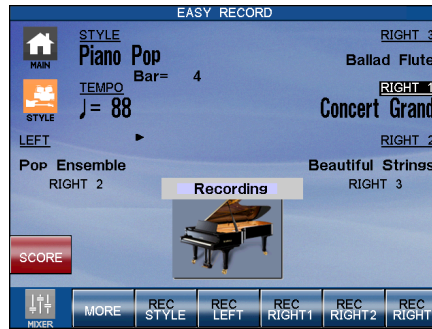 EASY RECORD
STYLE
Piano Pop
Bar= 4
MAIN
TEMPO
♩= 88
STYLE
RIGHT 3
Ballad Flute
RIGHT 1
Concert Grand
LEFT
Pop Ensemble
RIGHT 2
RIGHT 2
Beautiful Strings
RIGHT 3
Recording
SCORE
MIXER
MORE
REC STYLE
REC LEFT
REC RIGHT1
REC RIGHT2
REC RIGHT